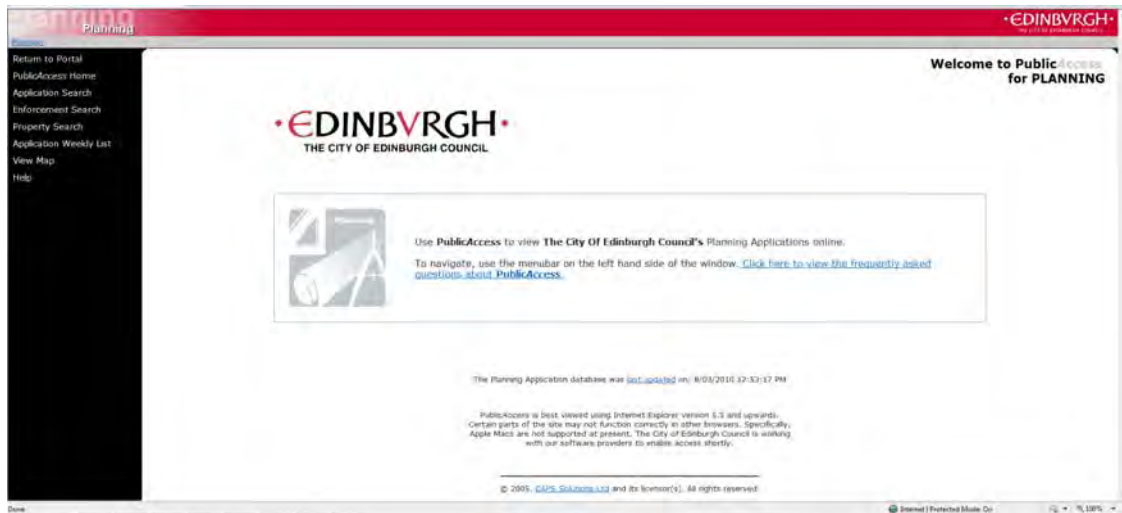 Planning
·EDINBVRGH·
THE CITY OF EDINBURGH COUNCIL
Planning
Return to Portal
PublicAccess Home
Application Search
Enforcement Search
Property Search
Application Weekly List
View Map
Help
Welcome to PublicAccess
for PLANNING
·EDINBVRGH·
THE CITY OF EDINBURGH COUNCIL
Use PublicAccess to view The City Of Edinburgh Council's Planning Applications online.
To navigate, use the menubar on the left hand side of the window. Click here to view the frequently asked
questions about PublicAccess.
The Planning Application database was last updated on: 8/03/2010 12:53:17 PM
PublicAccess is best viewed using Internet Explorer version 5.5 and upwards.
Certain parts of the site may not function correctly in other browsers. Specifically,
Apple Macs are not supported at present. The City of Edinburgh Council is working
with our software providers to enable access shortly.
© 2005, CAPS Solutions Ltd and its licensor(s). All rights reserved
Done
Internet | Protected Mode: On
100%